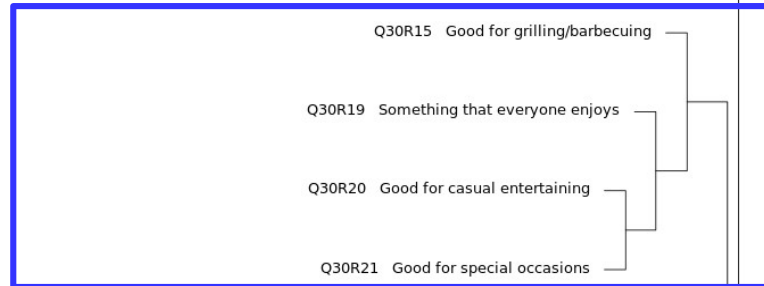 Q30R15 Good for grilling/barbecuing
Q30R19 Something that everyone enjoys
Q30R20 Good for casual entertaining
Q30R21 Good for special occasions